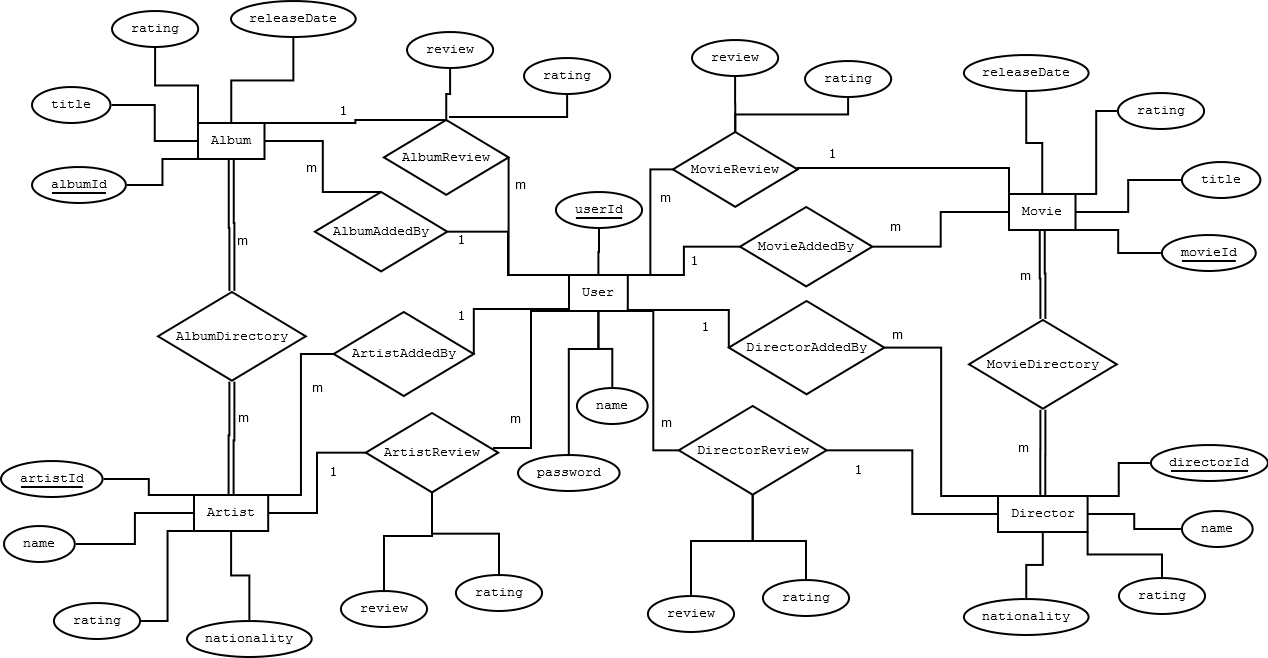 releaseDate
rating
review
rating
review
rating
releaseDate
rating
title
1
Album
AlbumReview
m
albumId
m
MovieReview
1
title
m
userId
Movie
AlbumAddedBy
1
m
m
MovieAddedBy
m
1
movieId
User
m
AlbumDirectory
1
ArtistAddedBy
1
DirectorAddedBy
m
MovieDirectory
m
name
m
m
m
ArtistReview
DirectorReview
m
1
1
artistId
password
directorId
Artist
Director
name
name
review
rating
review
rating
rating
rating
nationality
nationality